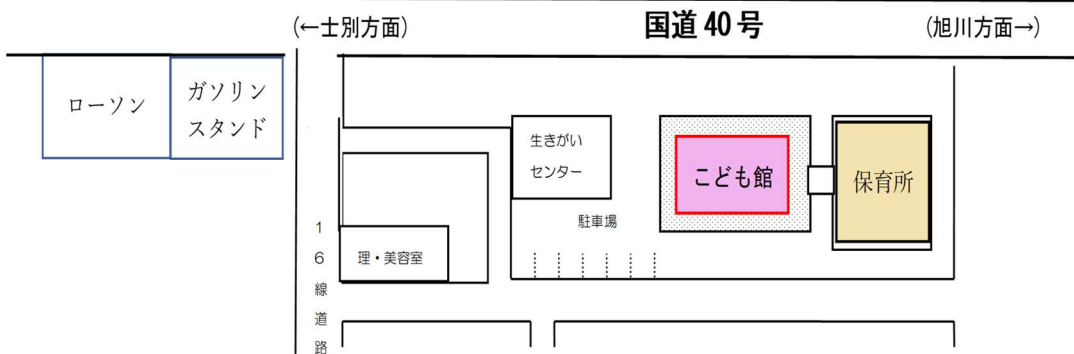 (←士別方面)
国道 40 号
(旭川方面→)
ローソン
ガソリン
スタンド
生きがい
センター
こども館
保育所
駐車場
理・美容室
16線道路